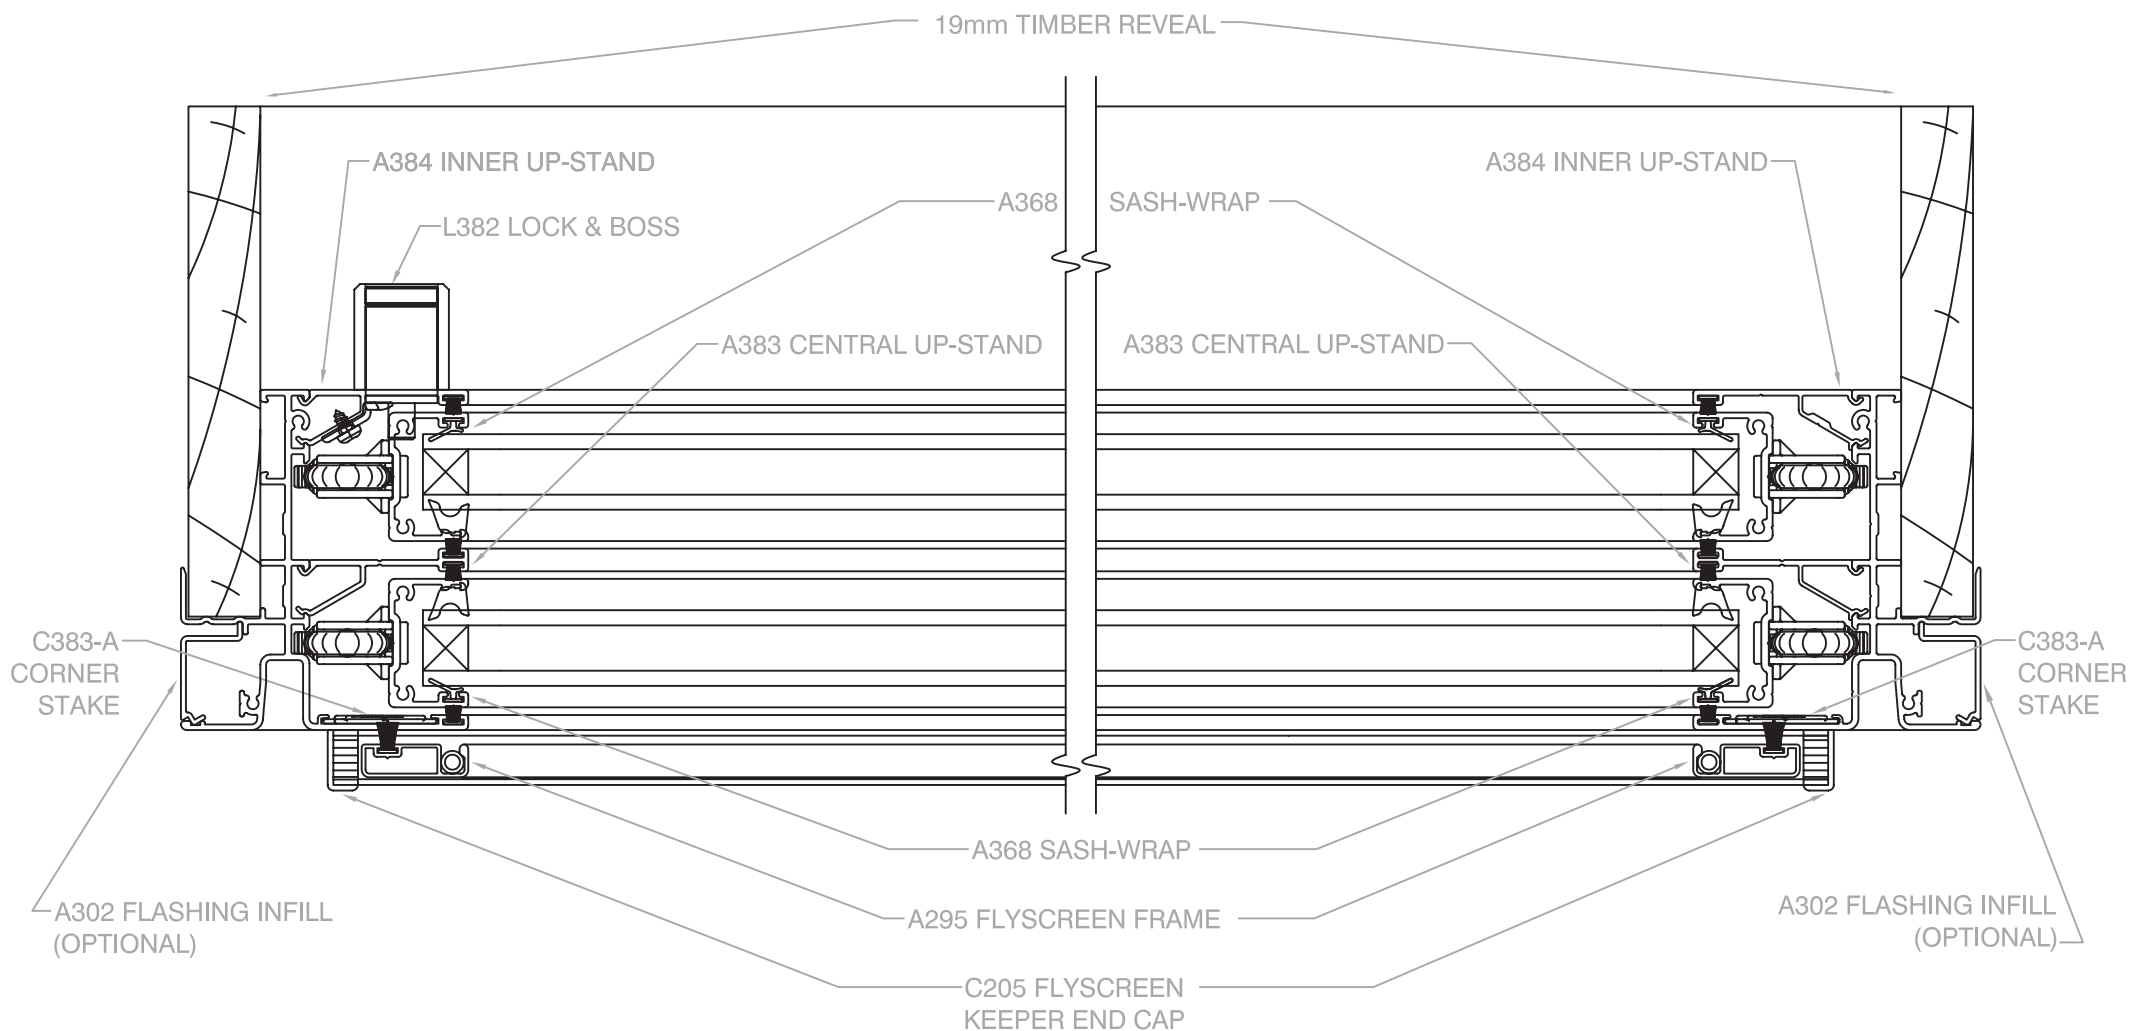 19mm TIMBER REVEAL
A384 INNER UP-STAND
A384 INNER UP-STAND
A368 SASH-WRAP
L382 LOCK & BOSS
A383 CENTRAL UP-STAND
A383 CENTRAL UP-STAND
C383-A
CORNER
STAKE
C383-A
CORNER
STAKE
A368 SASH-WRAP
A302 FLASHING INFILL
(OPTIONAL)
A295 FLYSCREEN FRAME
A302 FLASHING INFILL
(OPTIONAL)
C205 FLYSCREEN
KEEPER END CAP